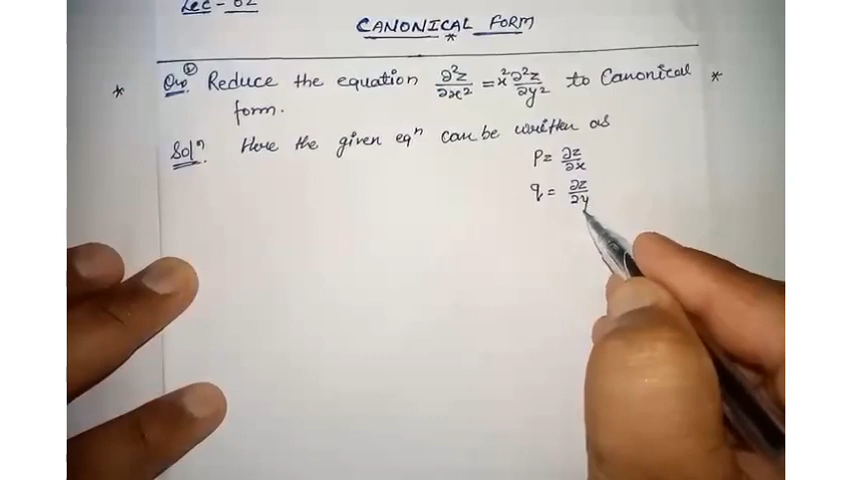 Lec - 02
CANONICAL FORM
*
* Que Reduce the equation ∂²z/∂x² = x² ∂²z/∂y² to Canonical *
form.
Solⁿ. Here the given eqⁿ can be written as
p = ∂z/∂x
q = ∂z/∂y